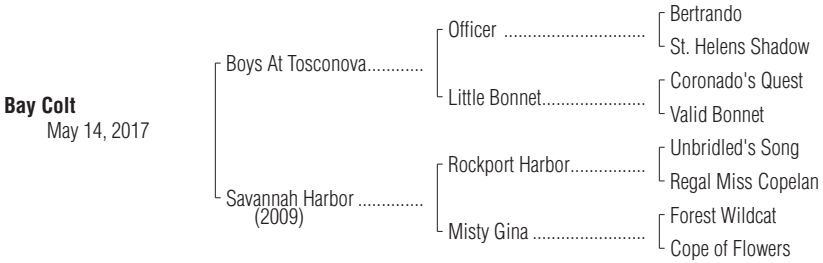 Bay Colt
May 14, 2017
Boys At Tosconova............
Savannah Harbor ..............
(2009)
Officer ..............................
Little Bonnet......................
Rockport Harbor................
Misty Gina ........................
Bertrando
St. Helens Shadow
Coronado's Quest
Valid Bonnet
Unbridled's Song
Regal Miss Copelan
Forest Wildcat
Cope of Flowers